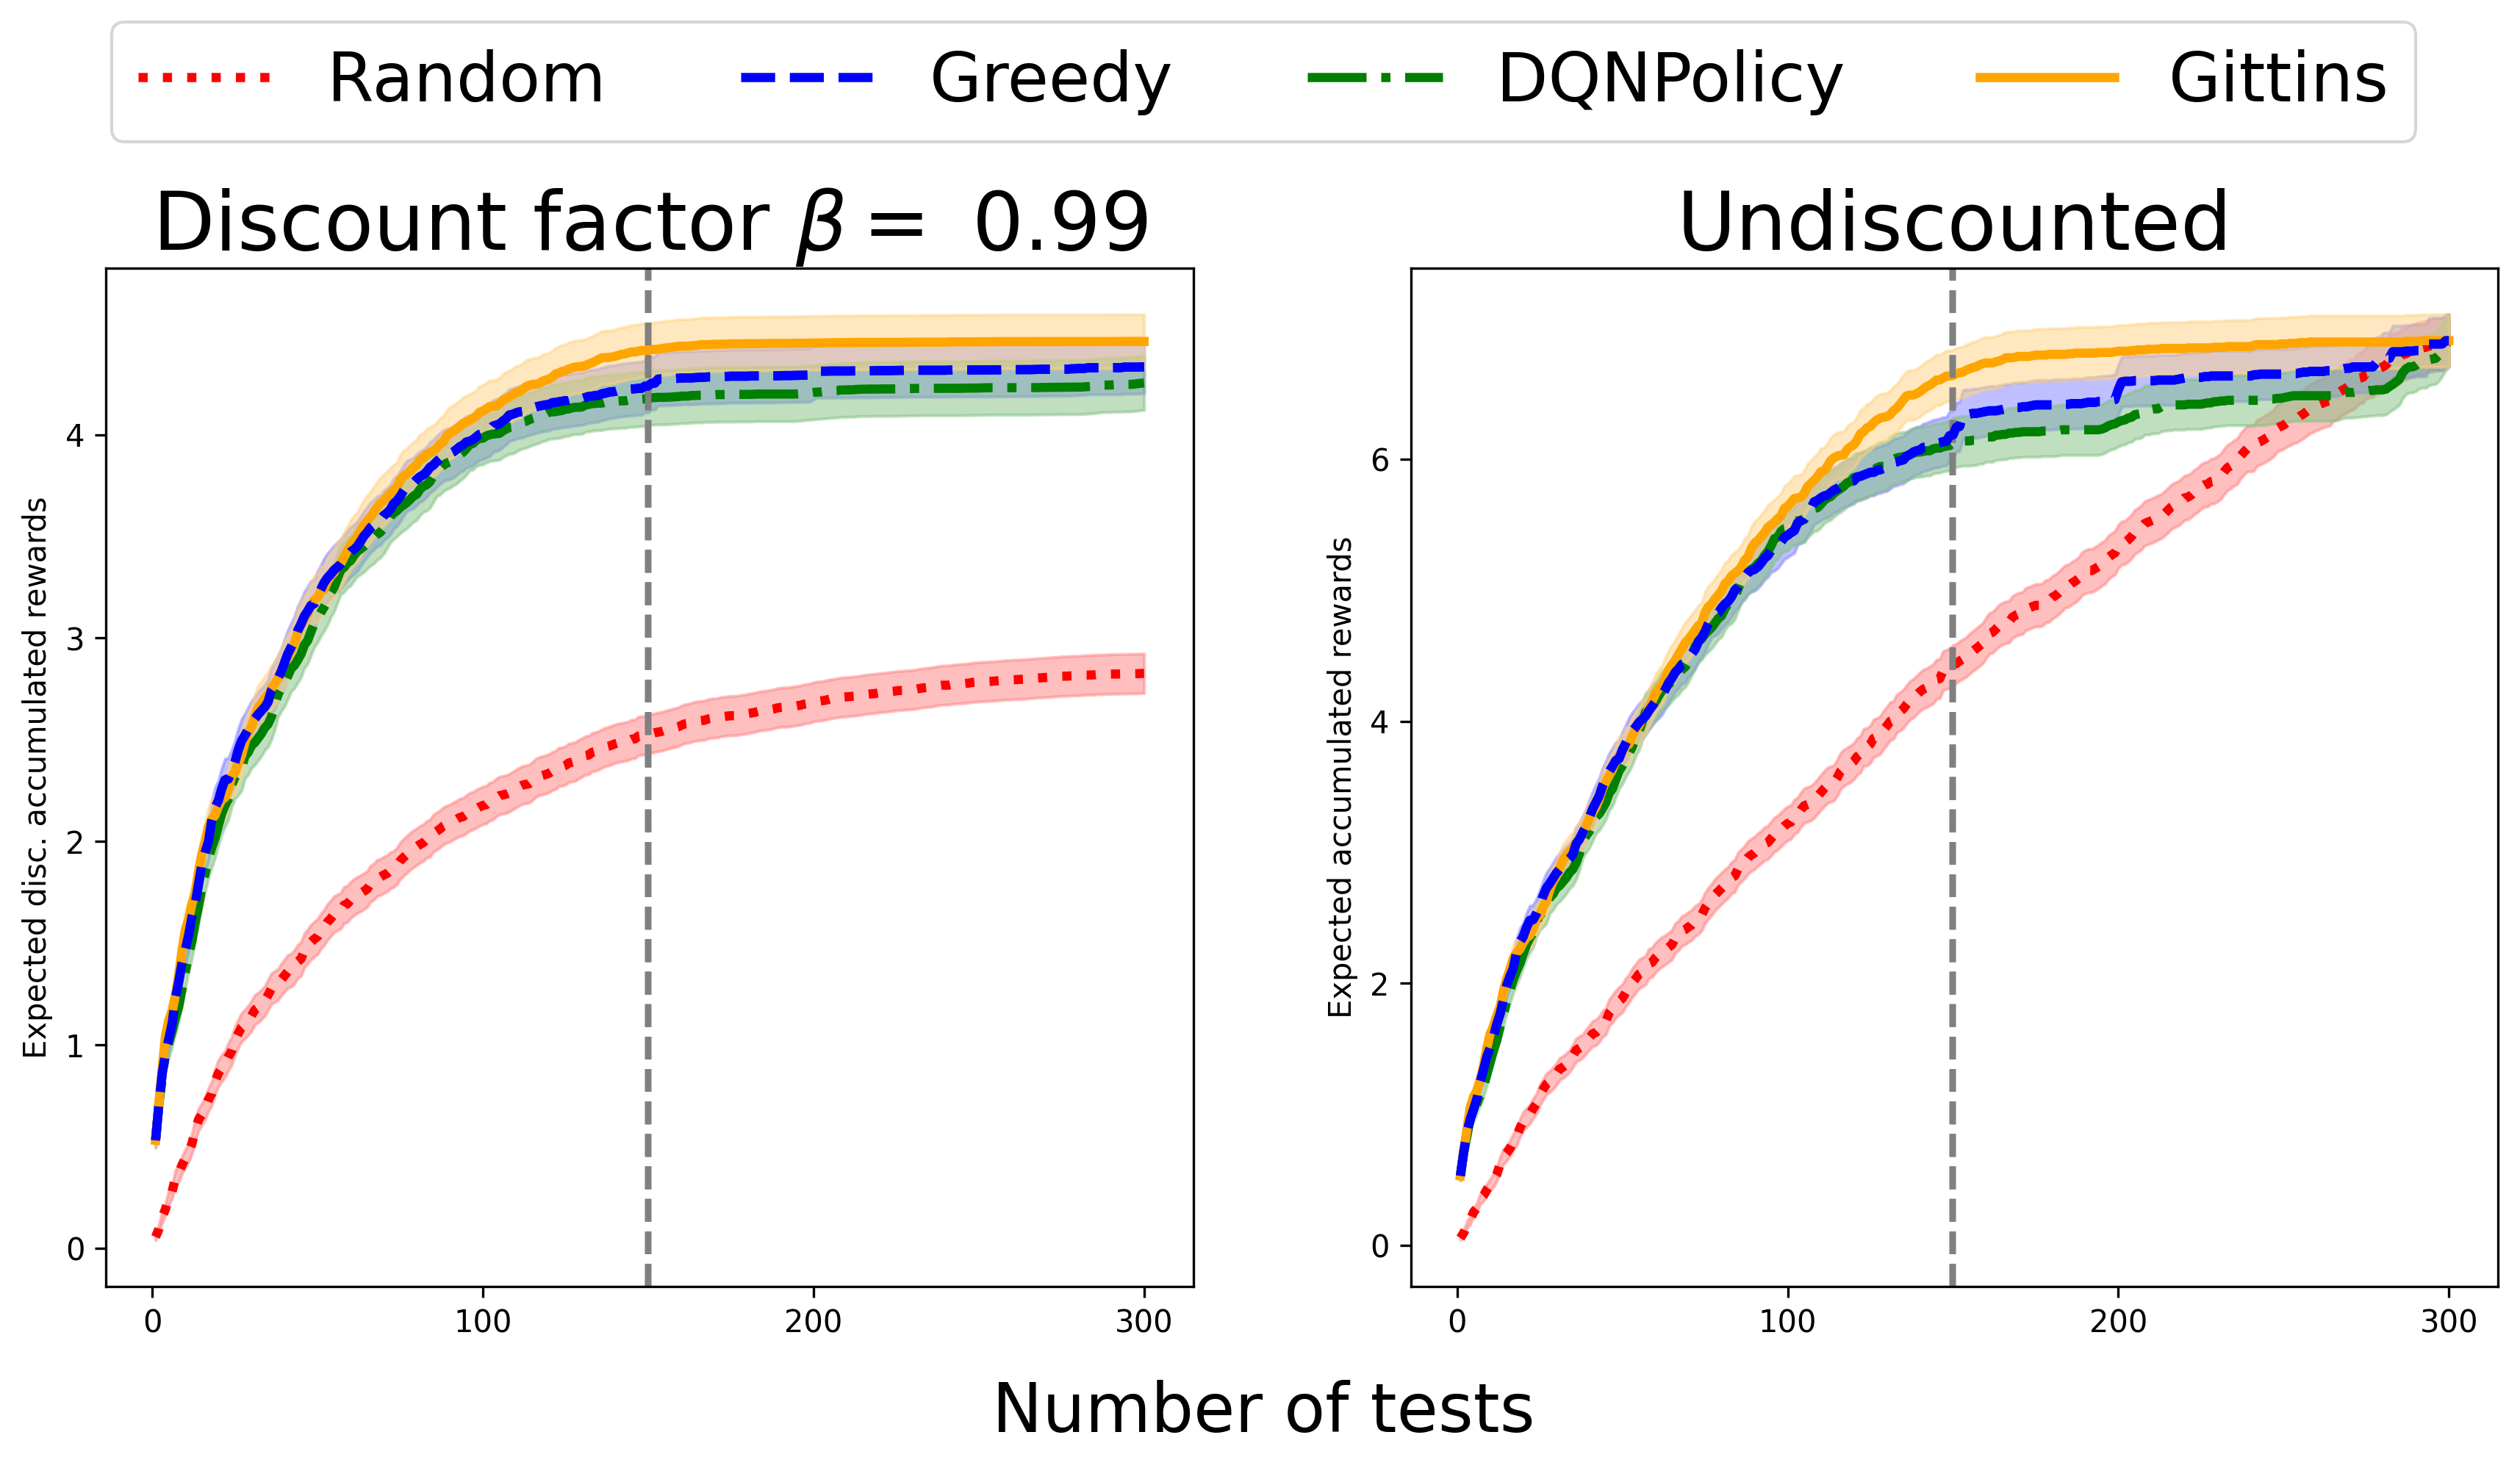 Random Greedy DQNPolicy Gittins
Discount factor β = 0.99
Expected disc. accumulated rewards
4
3
2
1
0
0 100 200 300
Undiscounted
Expected accumulated rewards
6
4
2
0
0 100 200 300
Number of tests